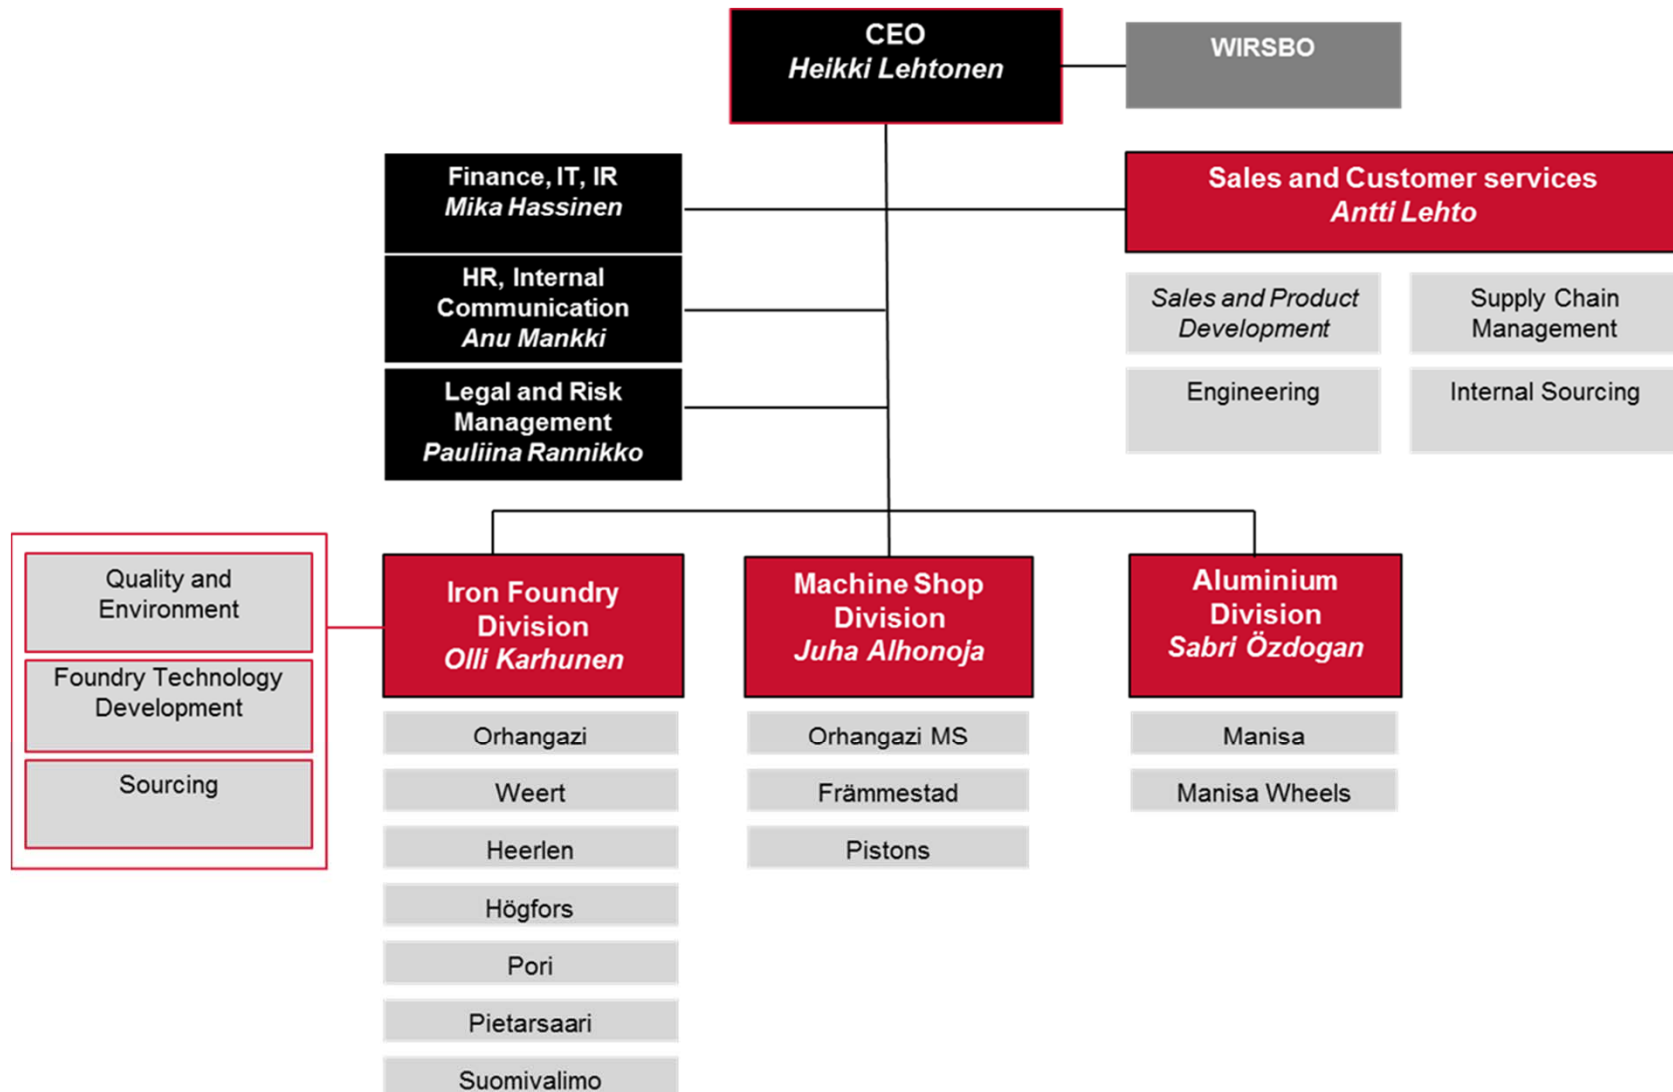 CEO
Heikki Lehtonen
WIRSBO
Finance, IT, IR
Mika Hassinen
Sales and Customer services
Antti Lehto
HR, Internal
Communication
Anu Mankki
Sales and Product
Development
Supply Chain
Management
Legal and Risk
Management
Pauliina Rannikko
Engineering
Internal Sourcing
Quality and
Environment
Foundry Technology
Development
Sourcing
Iron Foundry
Division
Olli Karhunen
Orhangazi
Weert
Heerlen
Högfors
Pori
Pietarsaari
Suomivalimo
Machine Shop
Division
Juha Alhonoja
Orhangazi MS
Främmestad
Pistons
Aluminium
Division
Sabri Özdogan
Manisa
Manisa Wheels